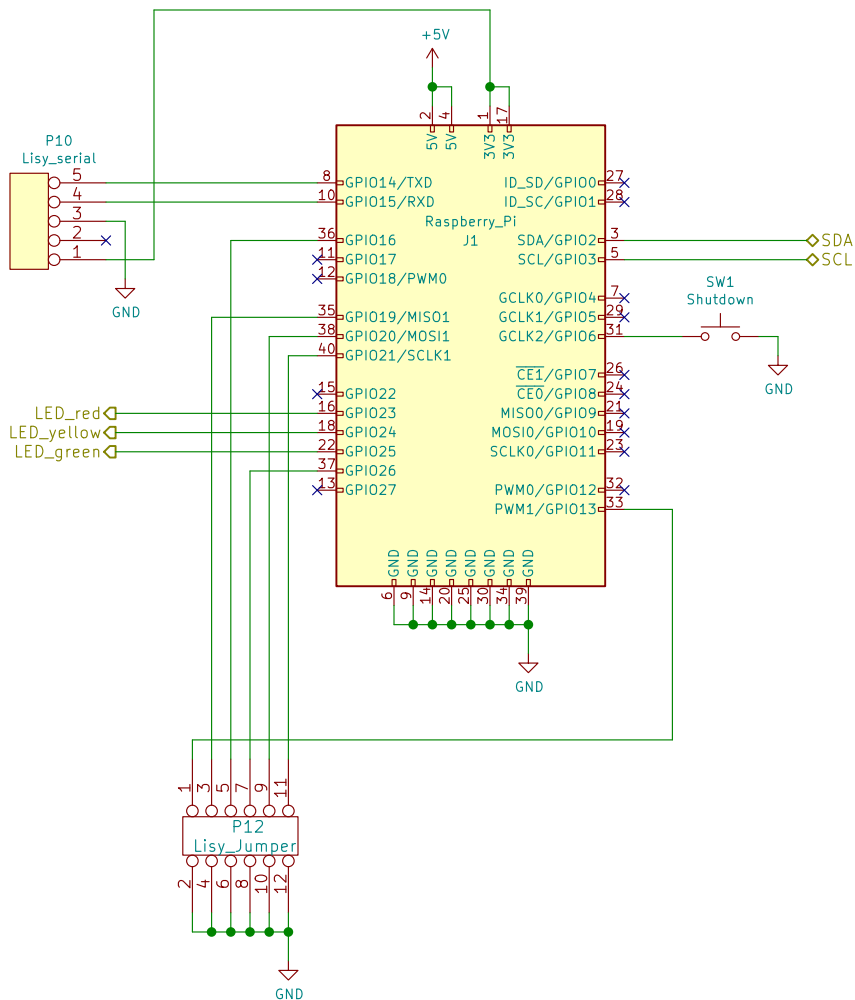 +5V
P10
Lisy_serial
5
4
3
2
1
GND
2
4
1
17
5V
5V
3V3
3V3
8
GPIO14/TXD
10
GPIO15/RXD
36
GPIO16
11
GPIO17
12
GPIO18/PWM0
35
GPIO19/MISO1
38
GPIO20/MOSI1
40
GPIO21/SCLK1
15
GPIO22
16
GPIO23
18
GPIO24
22
GPIO25
37
GPIO26
13
GPIO27
Raspberry_Pi
J1
ID_SD/GPIO0
27
ID_SC/GPIO1
28
SDA/GPIO2
3
SCL/GPIO3
5
GCLK0/GPIO4
7
GCLK1/GPIO5
29
GCLK2/GPIO6
31
CE1/GPIO7
26
CE0/GPIO8
24
MISO0/GPIO9
21
MOSI0/GPIO10
19
SCLK0/GPIO11
23
PWM0/GPIO12
32
PWM1/GPIO13
33
SDA
SCL
SW1
Shutdown
GND
LED_red
LED_yellow
LED_green
GND
GND
GND
GND
GND
GND
GND
GND
6
9
14
20
25
30
34
39
GND
1
3
5
7
9
11
P12
Lisy_Jumper
2
4
6
8
10
12
GND